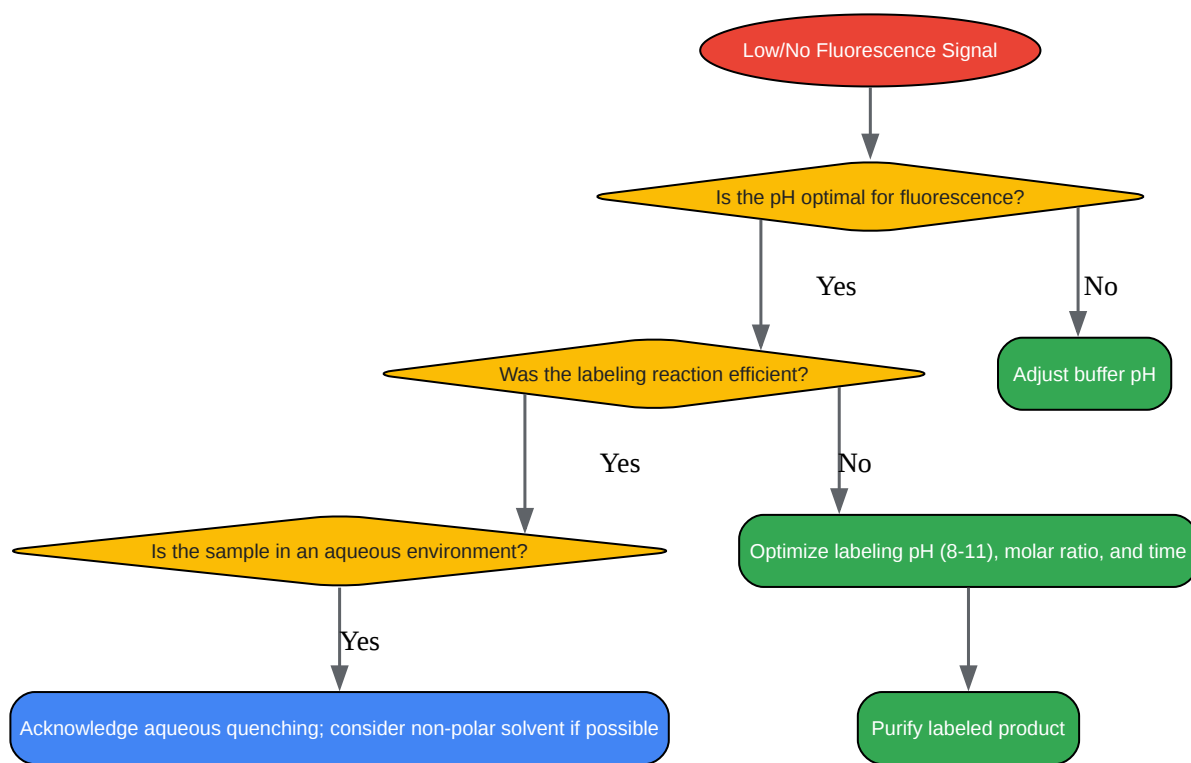 Low/No Fluorescence Signal
Is the pH optimal for fluorescence?
Yes
No
Was the labeling reaction efficient?
Adjust buffer pH
Yes
No
Is the sample in an aqueous environment?
Optimize labeling pH (8-11), molar ratio, and time
Yes
Acknowledge aqueous quenching; consider non-polar solvent if possible
Purify labeled product